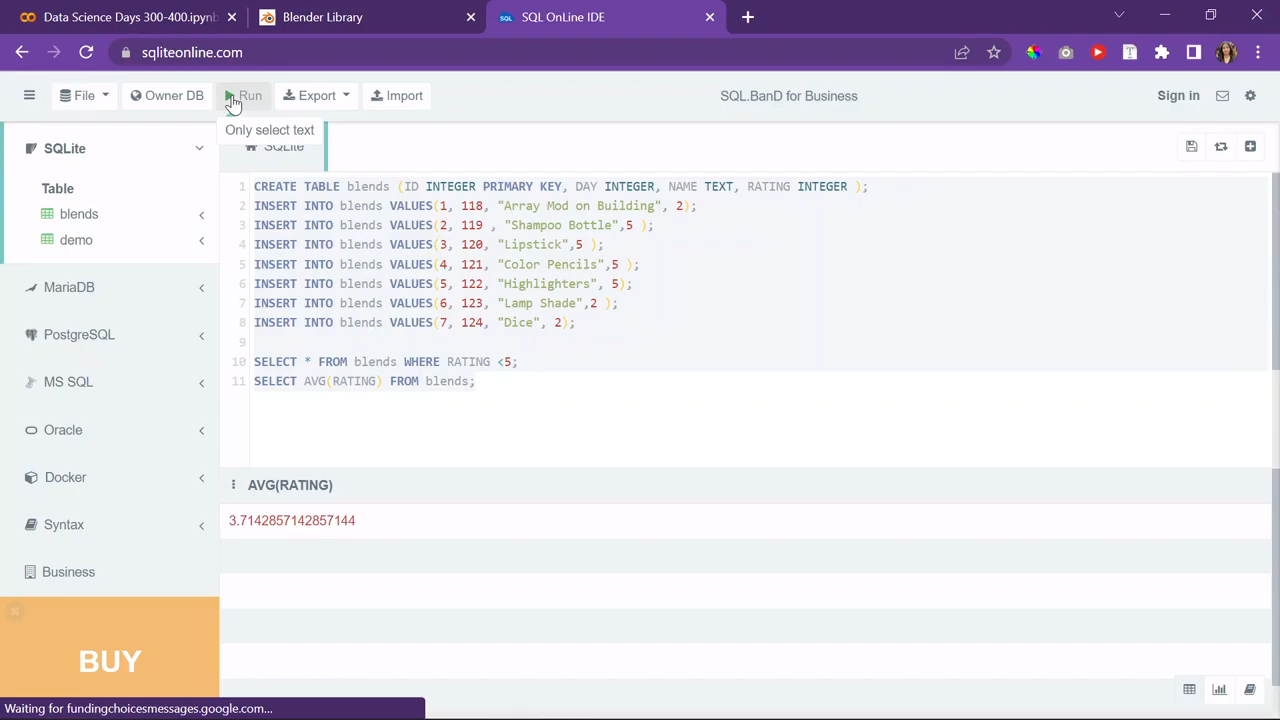 Data Science Days 300-400.ipynb
Blender Library
SQL OnLine IDE
sqliteonline.com
File
Owner DB
Run
Export
Import
SQL.BanD for Business
Sign in
Only select text
SQLite
SQLite
Table
blends
demo
MariaDB
PostgreSQL
MS SQL
Oracle
Docker
Syntax
Business
BUY
1 CREATE TABLE blends (ID INTEGER PRIMARY KEY, DAY INTEGER, NAME TEXT, RATING INTEGER );
2 INSERT INTO blends VALUES(1, 118, "Array Mod on Building", 2);
3 INSERT INTO blends VALUES(2, 119 , "Shampoo Bottle",5 );
4 INSERT INTO blends VALUES(3, 120, "Lipstick",5 );
5 INSERT INTO blends VALUES(4, 121, "Color Pencils",5 );
6 INSERT INTO blends VALUES(5, 122, "Highlighters", 5);
7 INSERT INTO blends VALUES(6, 123, "Lamp Shade",2 );
8 INSERT INTO blends VALUES(7, 124, "Dice", 2);
9
10 SELECT * FROM blends WHERE RATING <5;
11 SELECT AVG(RATING) FROM blends;
AVG(RATING)
3.7142857142857144
Waiting for fundingchoicesmessages.google.com...